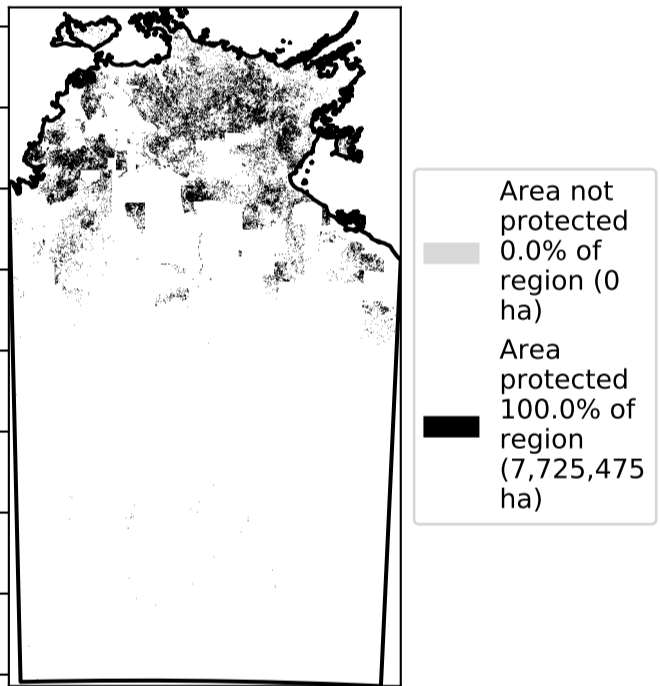 Area not
protected
0.0% of
region (0
ha)
Area
protected
100.0% of
region
(7,725,475
ha)